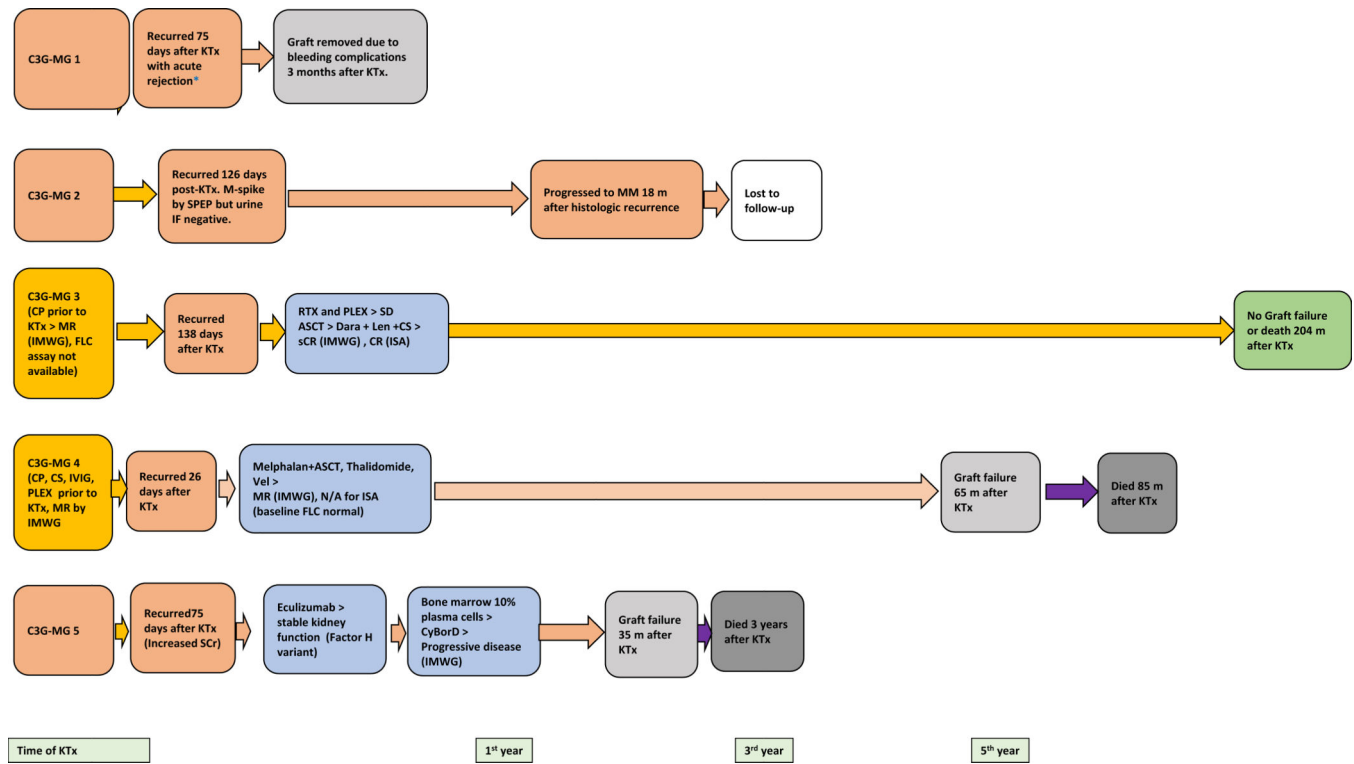 C3G-MG 1
Recurred 75
days after KTx
with acute
rejection*
Graft removed due to
bleeding complications
3 months after KTx.
C3G-MG 2
Recurred 126 days
post-KTx. M-spike
by SPEP but urine
IF negative.
Progressed to MM 18 m
after histologic recurrence
Lost to
follow-up
C3G-MG 3
(CP prior to
KTx > MR
(IMWG), FLC
assay not
available)
Recurred
138 days
after KTx
RTX and PLEX > SD
ASCT > Dara + Len +CS >
sCR (IMWG) , CR (ISA)
No Graft failure
or death 204 m
after KTx
C3G-MG 4
(CP, CS, IVIG,
PLEX prior to
KTx, MR by
IMWG
Recurred 26
days after
KTx
Melphalan+ASCT, Thalidomide,
Vel >
MR (IMWG), N/A for ISA
(baseline FLC normal)
Graft failure
65 m after
KTx
Died 85 m
after KTx
C3G-MG 5
Recurred75
days after KTx
(Increased SCr)
Eculizumab >
stable kidney
function (Factor H
variant)
Bone marrow 10%
plasma cells >
CyBorD >
Progressive disease
(IMWG)
Graft failure
35 m after
KTx
Died 3 years
after KTx
Time of KTx
1st year
3rd year
5th year